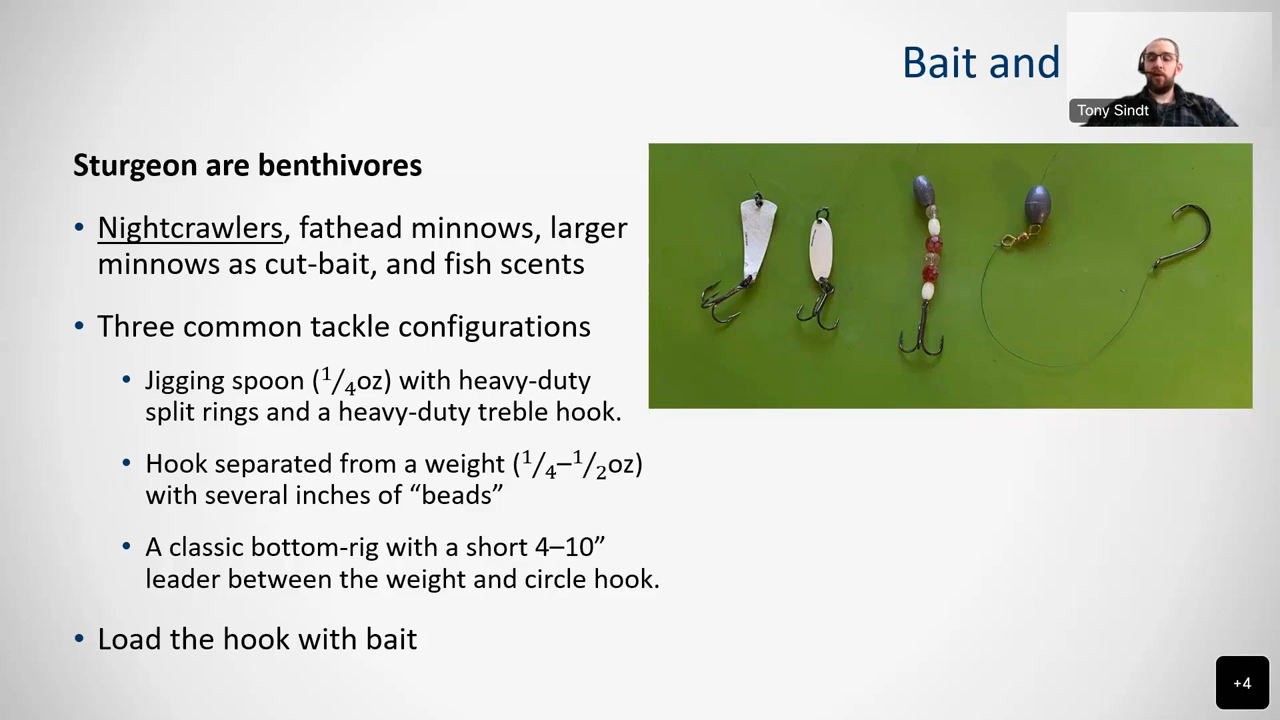 Bait and
Tony Sindt
Sturgeon are benthivores
• Nightcrawlers, fathead minnows, larger
minnows as cut-bait, and fish scents
• Three common tackle configurations
• Jigging spoon (1/4oz) with heavy-duty
split rings and a heavy-duty treble hook.
• Hook separated from a weight (1/4–1/2oz)
with several inches of “beads”
• A classic bottom-rig with a short 4–10”
leader between the weight and circle hook.
• Load the hook with bait
+4